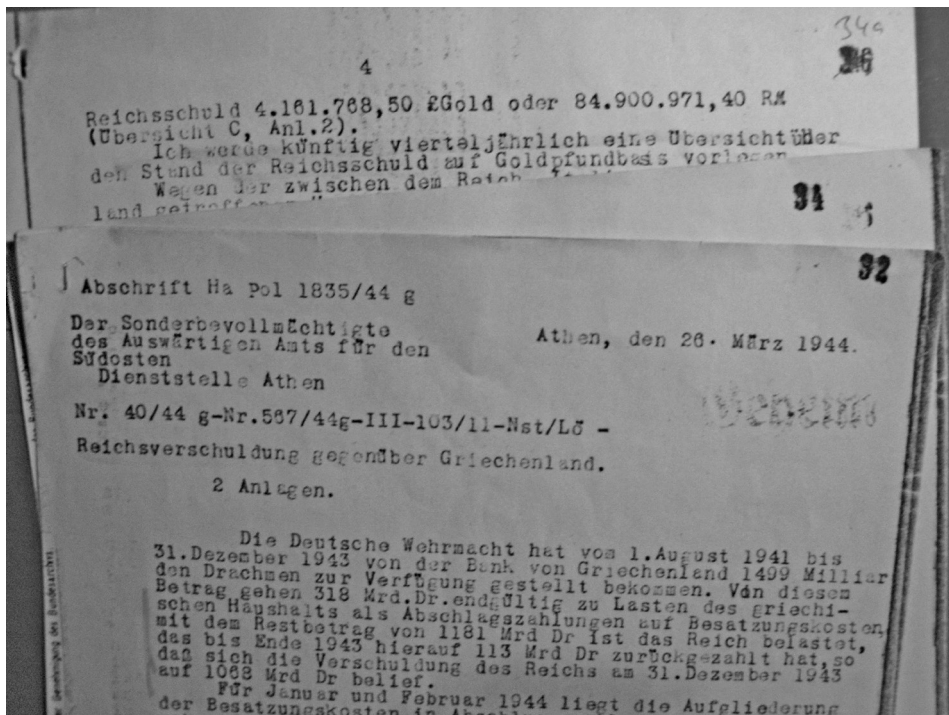 34a
4
Reichsschuld 4.161.768,50 £Gold oder 84.900.971,40 RM
(Übersicht C, Anl.2).
Ich werde künftig vierteljährlich eine Übersicht über
den Stand der Reichsschuld auf Goldpfundbasis vorlegen
Wegen der zwischen dem Reich
land getroffenen
34
32
Abschrift Ha Pol 1835/44 g
Der Sonderbevollmächtigte
des Auswärtigen Amts für den
Südosten
Dienststelle Athen
Athen, den 26. März 1944.
Nr. 40/44 g-Nr.567/44g-III-103/11-Nst/Lö -
Geheim
Reichsverschuldung gegenüber Griechenland.
2 Anlagen.
Die Deutsche Wehrmacht hat vom 1.August 1941 bis
31.Dezember 1943 von der Bank von Griechenland 1499 Milliar
den Drachmen zur Verfügung gestellt bekommen. Von diesem
Betrag gehen 318 Mrd.Dr.endgültig zu Lasten des griechi-
schen Haushalts als Abschlagszahlungen auf Besatzungskosten,
mit dem Restbetrag von 1181 Mrd Dr ist das Reich belastet,
das bis Ende 1943 hierauf 113 Mrd Dr zurückgezahlt hat, so
daß sich die Verschuldung des Reichs am 31.Dezember 1943
auf 1068 Mrd Dr belief.
Für Januar und Februar 1944 liegt die Aufgliederung
der Besatzungskosten in